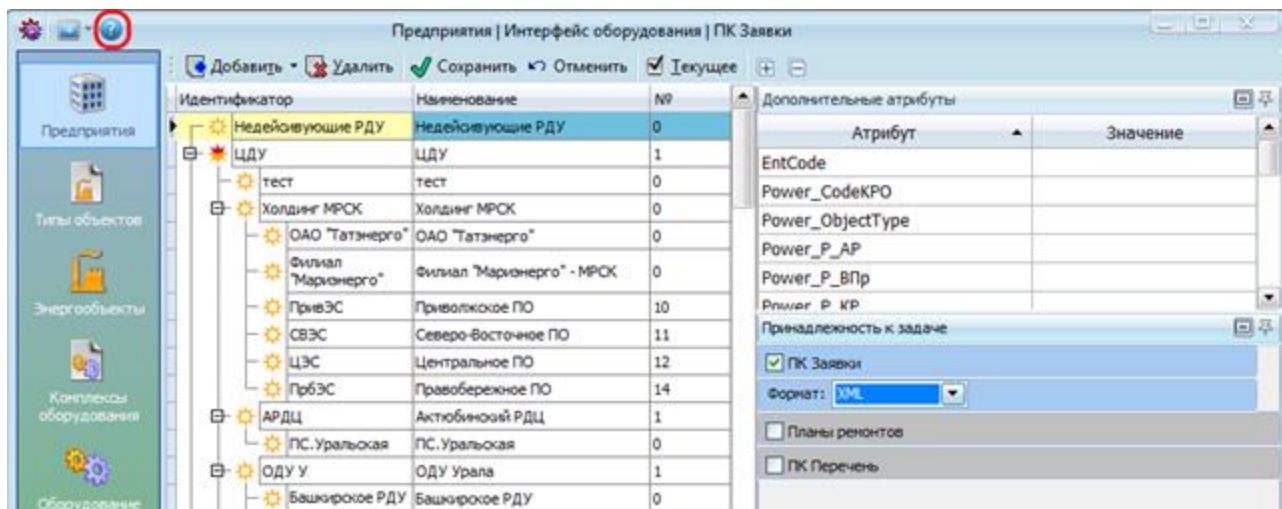 Предприятия | Интерфейс оборудования | ПК Заявки
Добавить Удалить Сохранить Отменить Текущее
Предприятия
Типы объектов
Энергообъекты
Комплексы
оборудования
Оборудование
Идентификатор Наименование №
Недейсивующие РДУ Недейсивующие РДУ 0
ЦДУ ЦДУ 1
тест тест 0
Холдинг МРСК Холдинг МРСК 0
ОАО "Татэнерго" ОАО "Татэнерго" 0
Филиал
"Мариэнерго" Филиал "Мариэнерго" - МРСК 0
ПривЭС Приволжское ПО 10
СВЭС Северо-Восточное ПО 11
ЦЭС Центральное ПО 12
ПрбЭС Правобережное ПО 14
АРДЦ Актюбинский РДЦ 1
ПС.Уральская ПС.Уральская 0
ОДУ У ОДУ Урала 1
Башкирское РДУ Башкирское РДУ 0
Дополнительные атрибуты
Атрибут Значение
EntCode
Power_CodeKPO
Power_ObjectType
Power_P_AP
Power_P_ВПр
Power_P_КР
Принадлежность к задаче
ПК Заявки
Формат: XML
Планы ремонтов
ПК Перечень